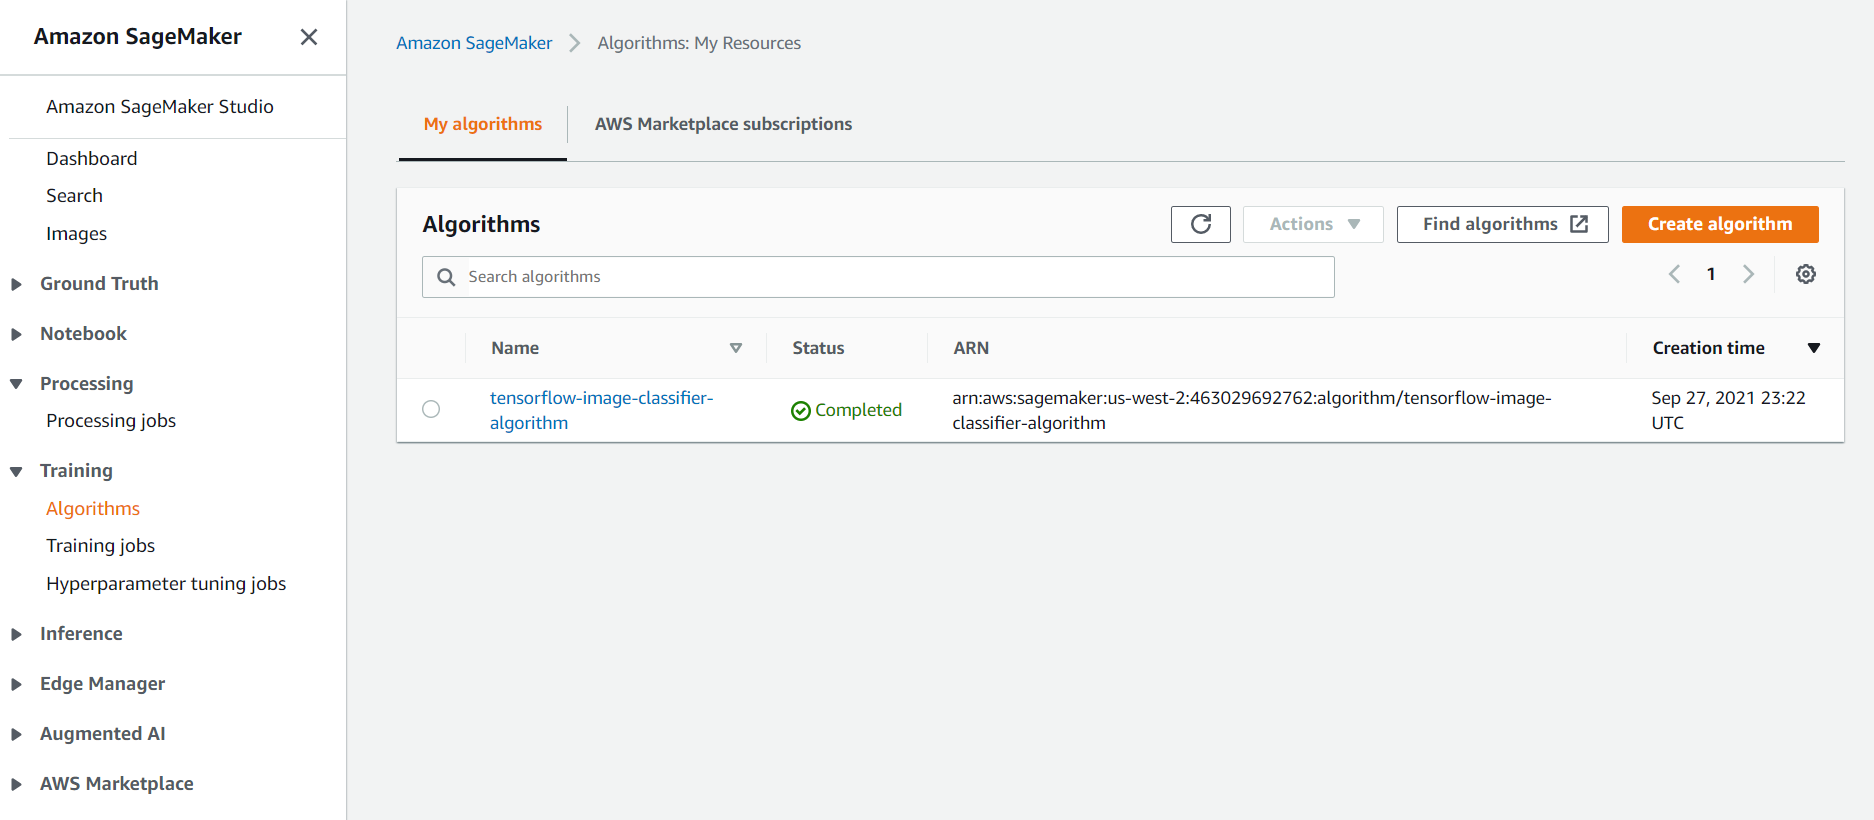 Amazon SageMaker
Amazon SageMaker Studio
Dashboard
Search
Images
Ground Truth
Notebook
Processing
Processing jobs
Training
Algorithms
Training jobs
Hyperparameter tuning jobs
Inference
Edge Manager
Augmented AI
AWS Marketplace
Amazon SageMaker > Algorithms: My Resources
My algorithms
AWS Marketplace subscriptions
Algorithms
Actions
Find algorithms
Create algorithm
Search algorithms
1
Name
Status
ARN
Creation time
tensorflow-image-classifier-
algorithm
Completed
arn:aws:sagemaker:us-west-2:463029692762:algorithm/tensorflow-image-
classifier-algorithm
Sep 27, 2021 23:22
UTC